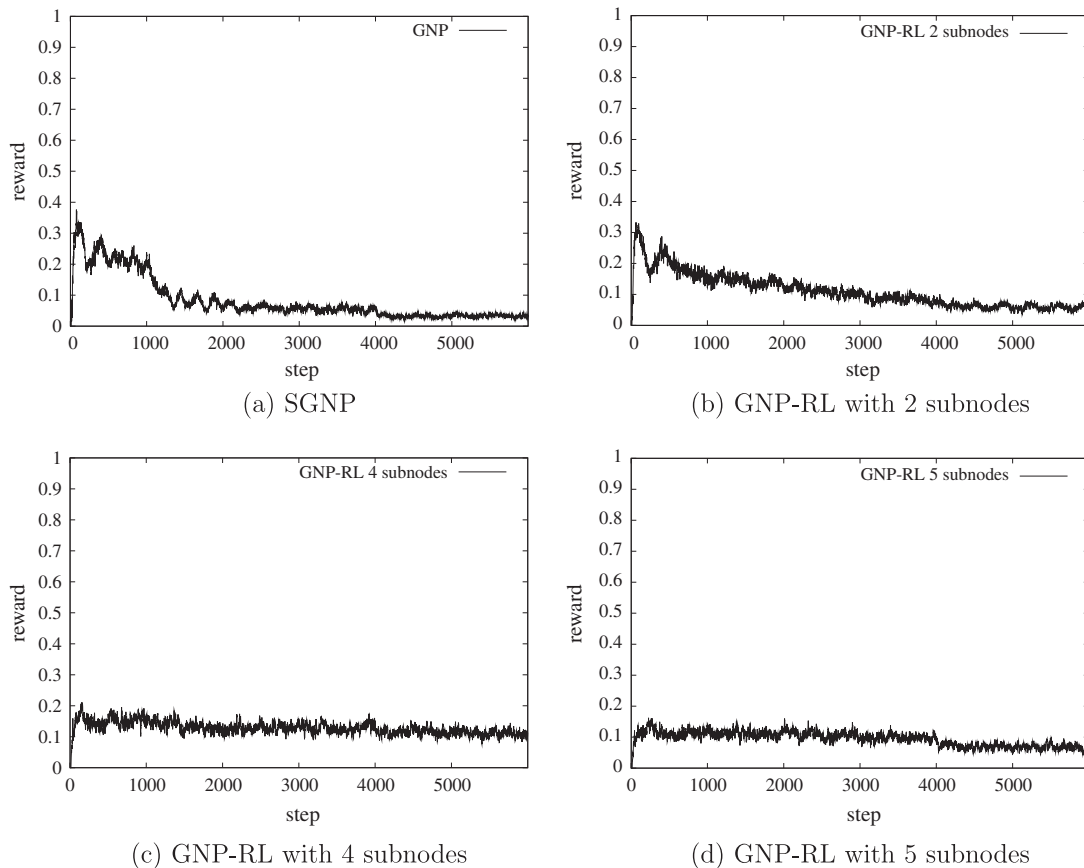 1
0.9
0.8
0.7
0.6
0.5
0.4
0.3
0.2
0.1
0
reward
GNP
0 1000 2000 3000 4000 5000
step
(a) SGNP
1
0.9
0.8
0.7
0.6
0.5
0.4
0.3
0.2
0.1
0
reward
GNP-RL 2 subnodes
0 1000 2000 3000 4000 5000
step
(b) GNP-RL with 2 subnodes
1
0.9
0.8
0.7
0.6
0.5
0.4
0.3
0.2
0.1
0
reward
GNP-RL 4 subnodes
0 1000 2000 3000 4000 5000
step
(c) GNP-RL with 4 subnodes
1
0.9
0.8
0.7
0.6
0.5
0.4
0.3
0.2
0.1
0
reward
GNP-RL 5 subnodes
0 1000 2000 3000 4000 5000
step
(d) GNP-RL with 5 subnodes